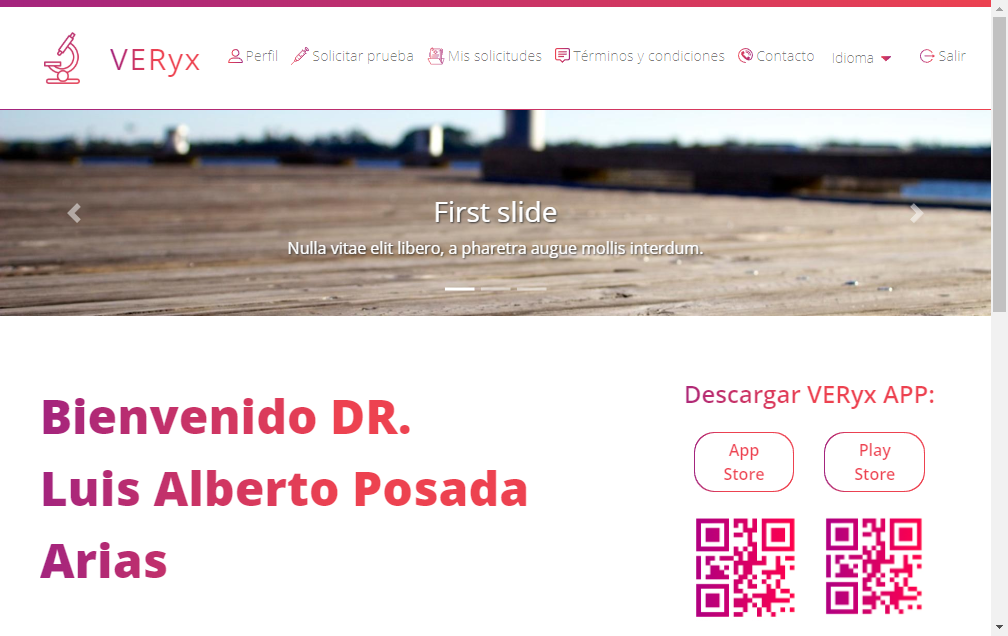 VERyx
Perfil
Solicitar prueba
Mis solicitudes
Términos y condiciones
Contacto
Idioma
Salir
First slide
Nulla vitae elit libero, a pharetra augue mollis interdum.
Bienvenido DR.
Luis Alberto Posada
Arias
Descargar VERyx APP:
App
Store
Play
Store